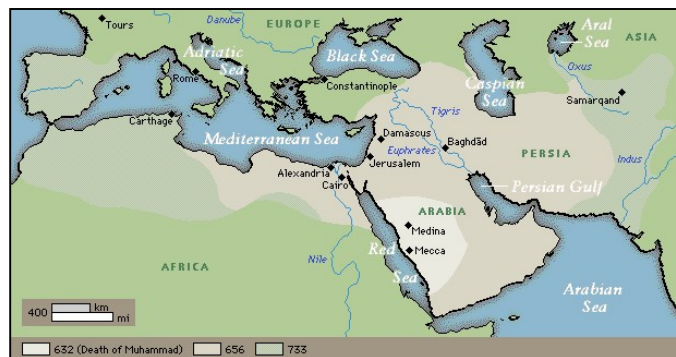 EUROPE
Aral
Sea
ASIA
Tours
Danube
Adriatic
Sea
Black Sea
Oxus
Rome
Constantinople
Caspian
Sea
Samarqand
Carthage
Tigris
Mediterranean Sea
Damascus
Baghdād
Euphrates
PERSIA
Indus
Jerusalem
Alexandria
Cairo
Persian Gulf
ARABIA
Medina
Red
Sea
Mecca
Nile
AFRICA
Arabian
Sea
400 km
mi
632 (Death of Muhammad) 656 733